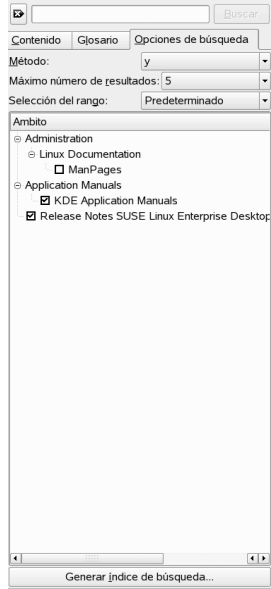 Buscar
Contenido Glosario Opciones de búsqueda
Método: y
Máximo número de resultados: 5
Selección del rango: Predeterminado
Ambito
Administration
Linux Documentation
ManPages
Application Manuals
KDE Application Manuals
Release Notes SUSE Linux Enterprise Desktop
Generar índice de búsqueda...